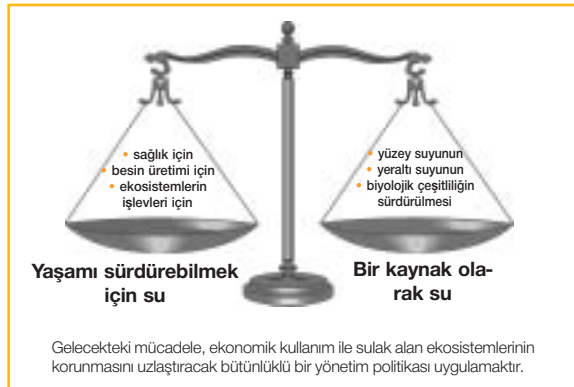 • sağlık için
• besin üretimi için
• ekosistemlerin
işlevleri için
Yaşamı sürdürebilmek
için su
• yüzey suyunun
• yeraltı suyunun
• biyolojik çeşitliliğin
sürdürülmesi
Bir kaynak ola-
rak su
Gelecekteki mücadele, ekonomik kullanım ile sulak alan ekosistemlerinin
korunmasını uzlaştıracak bütünlüklü bir yönetim politikası uygulamaktır.